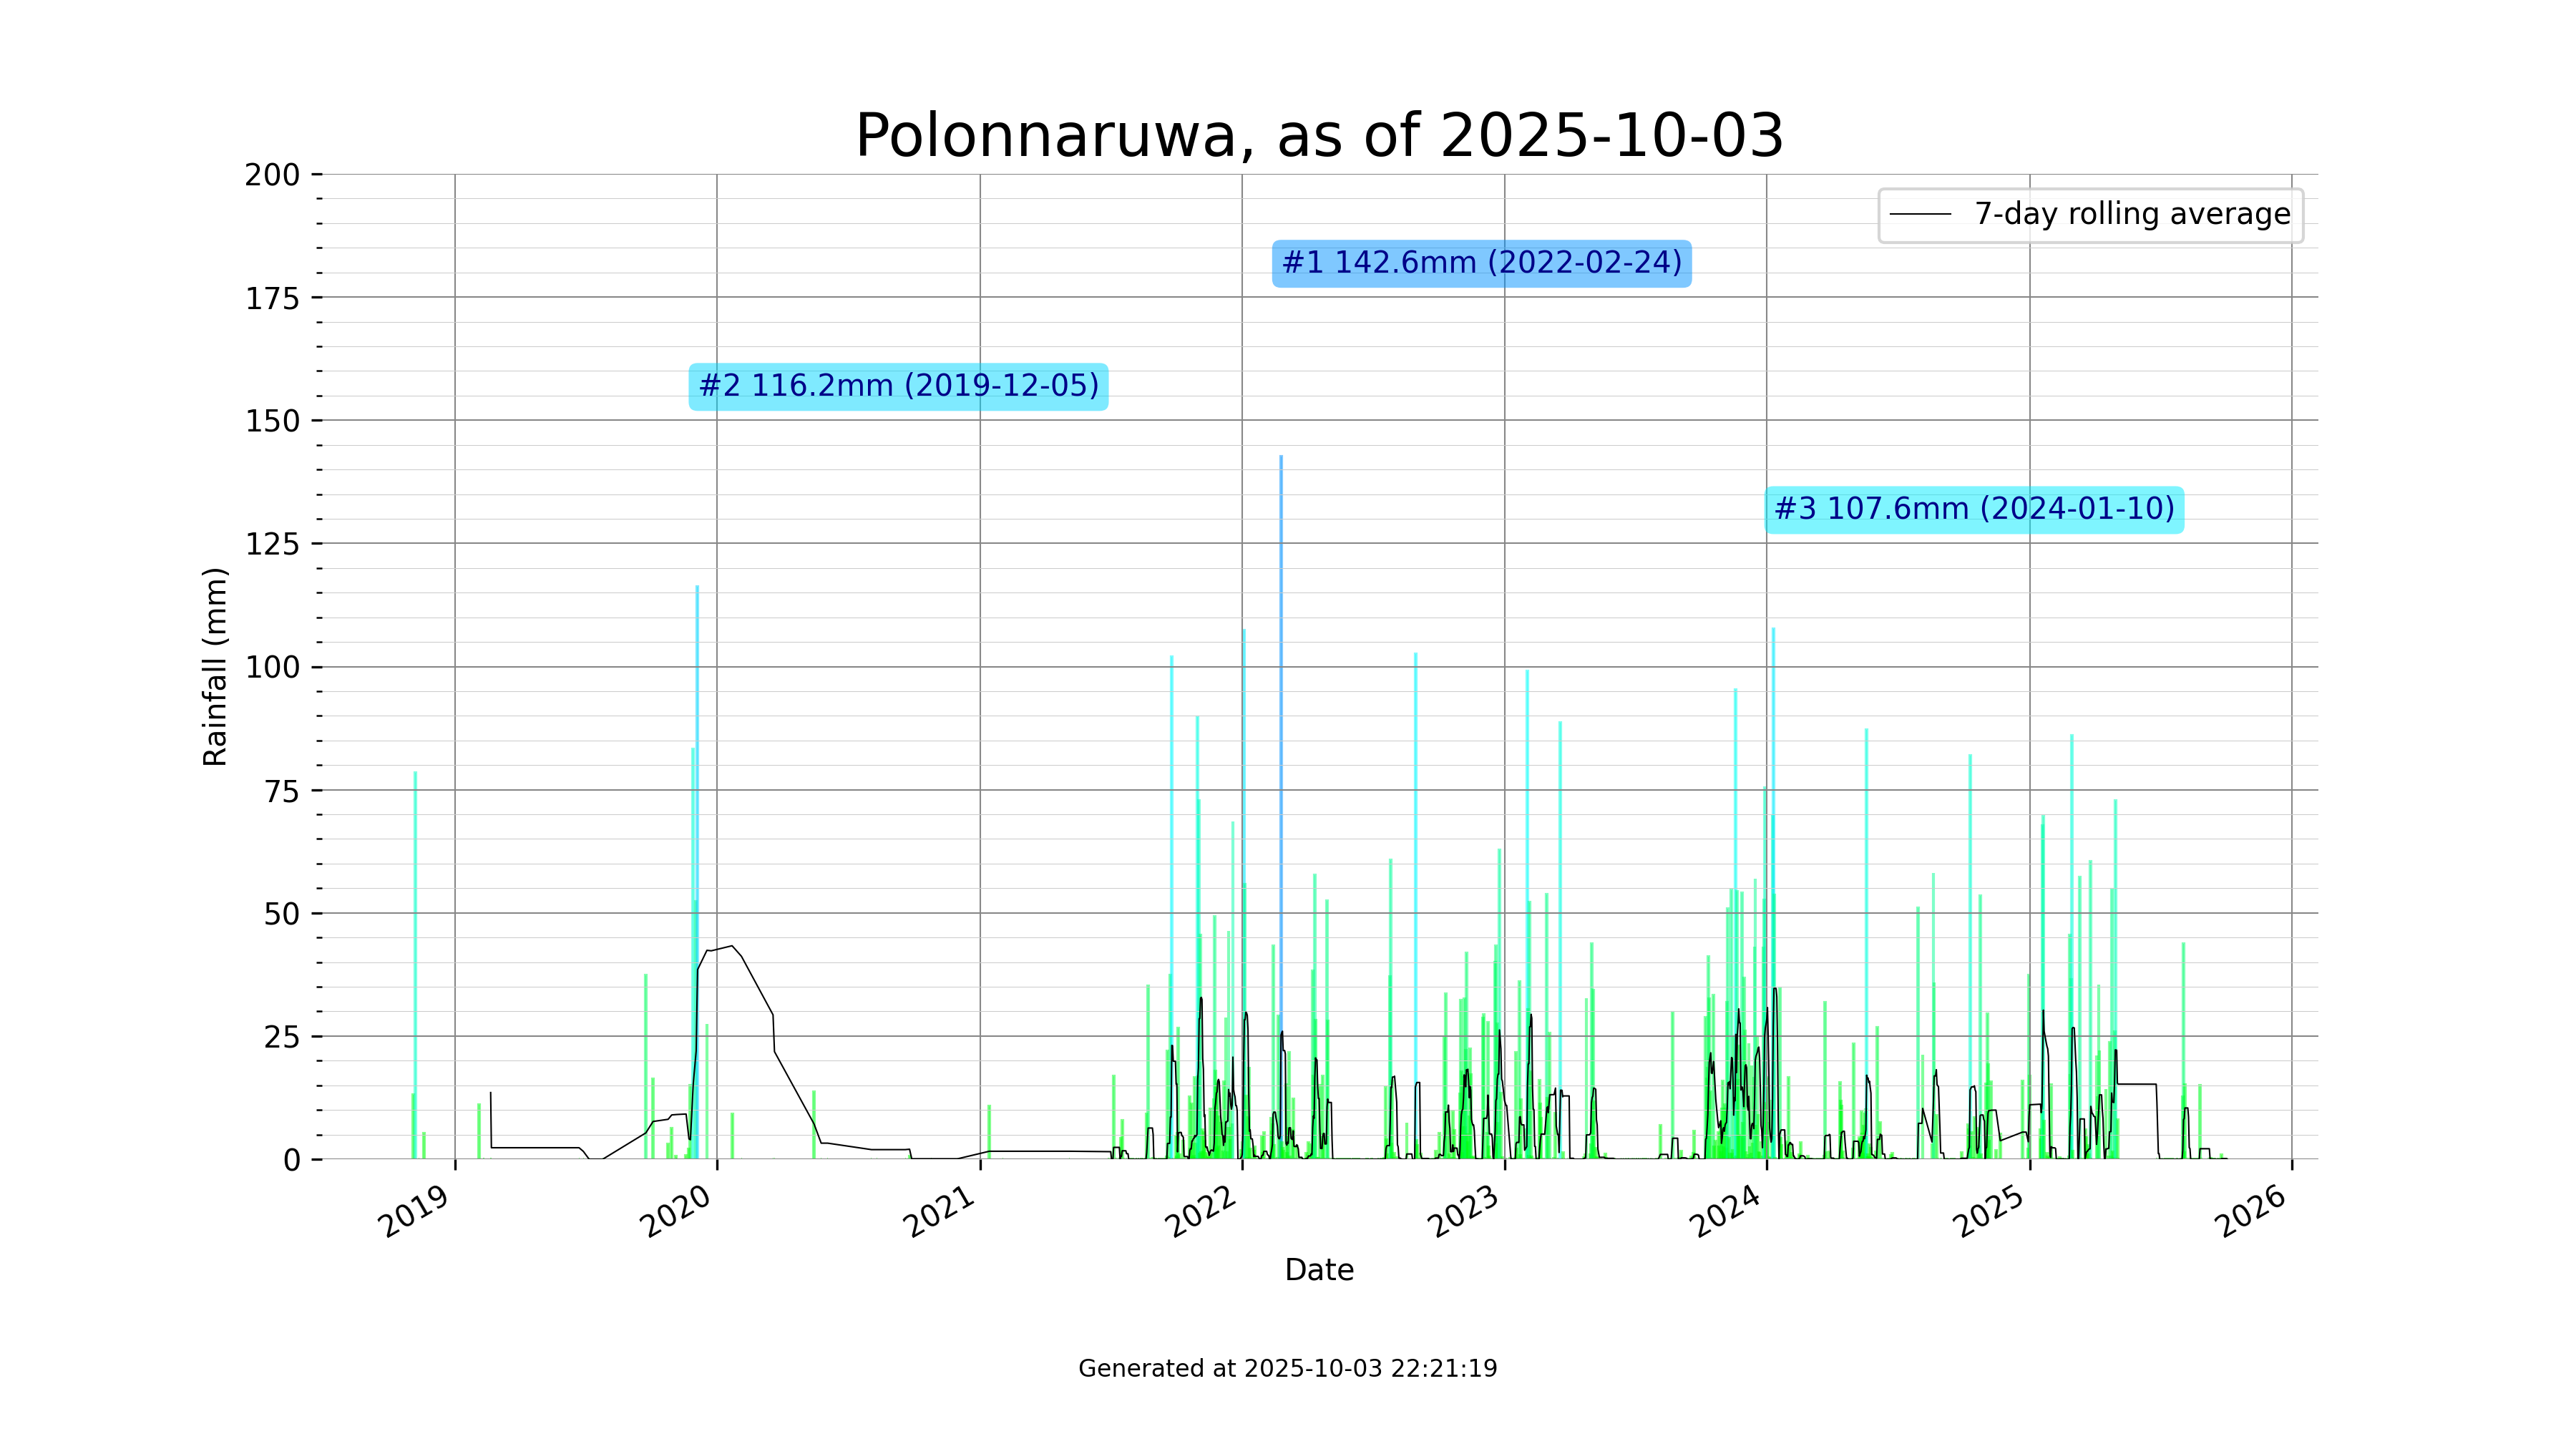 Polonnaruwa, as of 2025-10-03
200
175
150
125
100
75
50
25
0
Rainfall (mm)
7-day rolling average
#1 142.6mm (2022-02-24)
#2 116.2mm (2019-12-05)
#3 107.6mm (2024-01-10)
2019
2020
2021
2022
2023
2024
2025
2026
Date
Generated at 2025-10-03 22:21:19